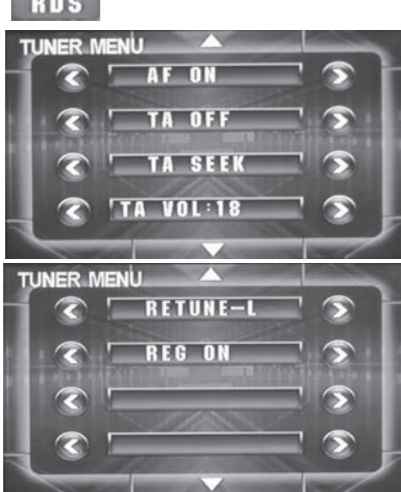 RDS
TUNER MENU
AF ON
TA OFF
TA SEEK
TA VOL:18
TUNER MENU
RETUNE-L
REG ON